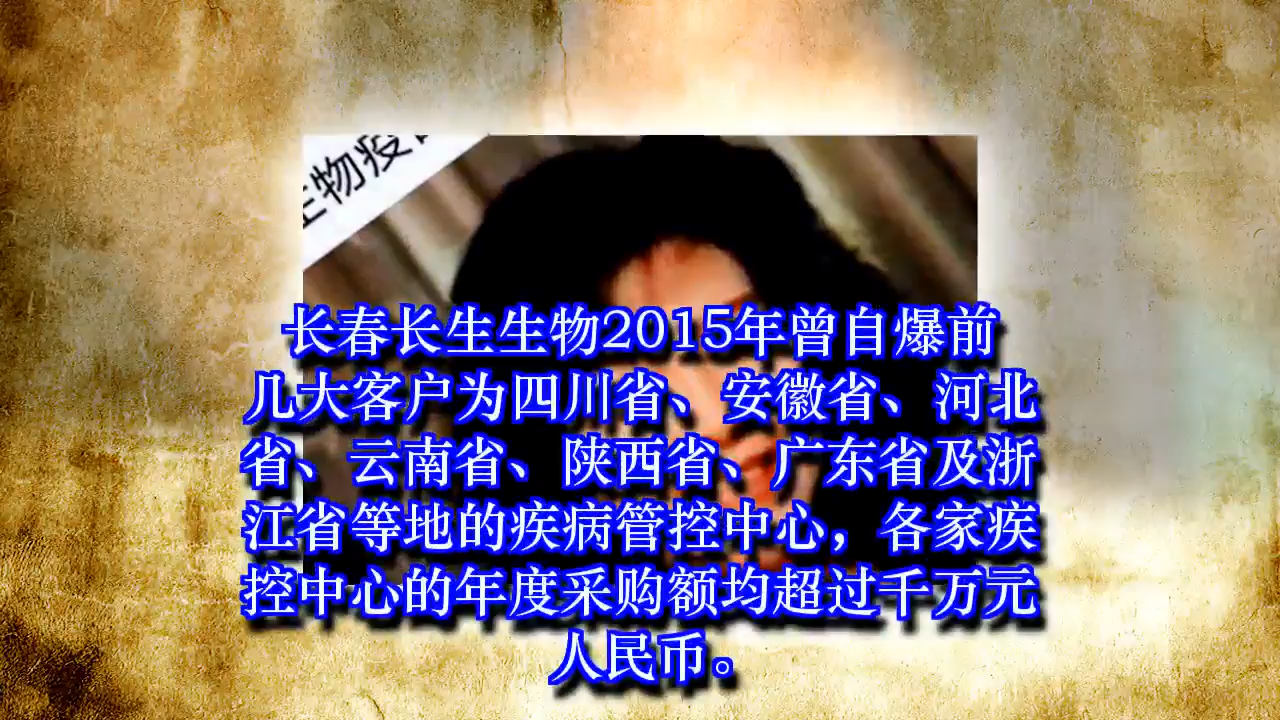 生物疫
长春长生生物2015年曾自爆前
几大客户为四川省、安徽省、河北
省、云南省、陕西省、广东省及浙
江省等地的疾病管控中心，各家疾
控中心的年度采购额均超过千万元
人民币。